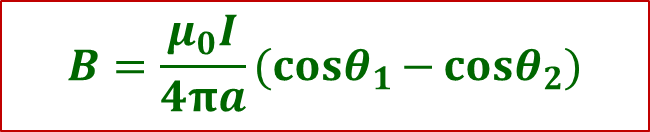 B = μ₀I / 4πa (cosθ₁ − cosθ₂)